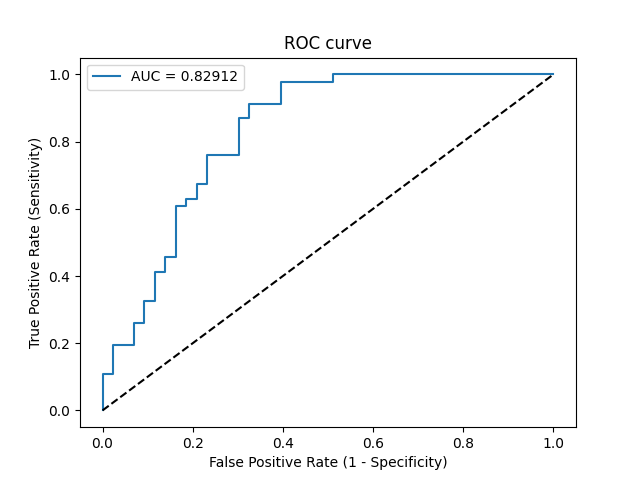 ROC curve
AUC = 0.82912
True Positive Rate (Sensitivity)
1.0
0.8
0.6
0.4
0.2
0.0
0.0 0.2 0.4 0.6 0.8 1.0
False Positive Rate (1 - Specificity)